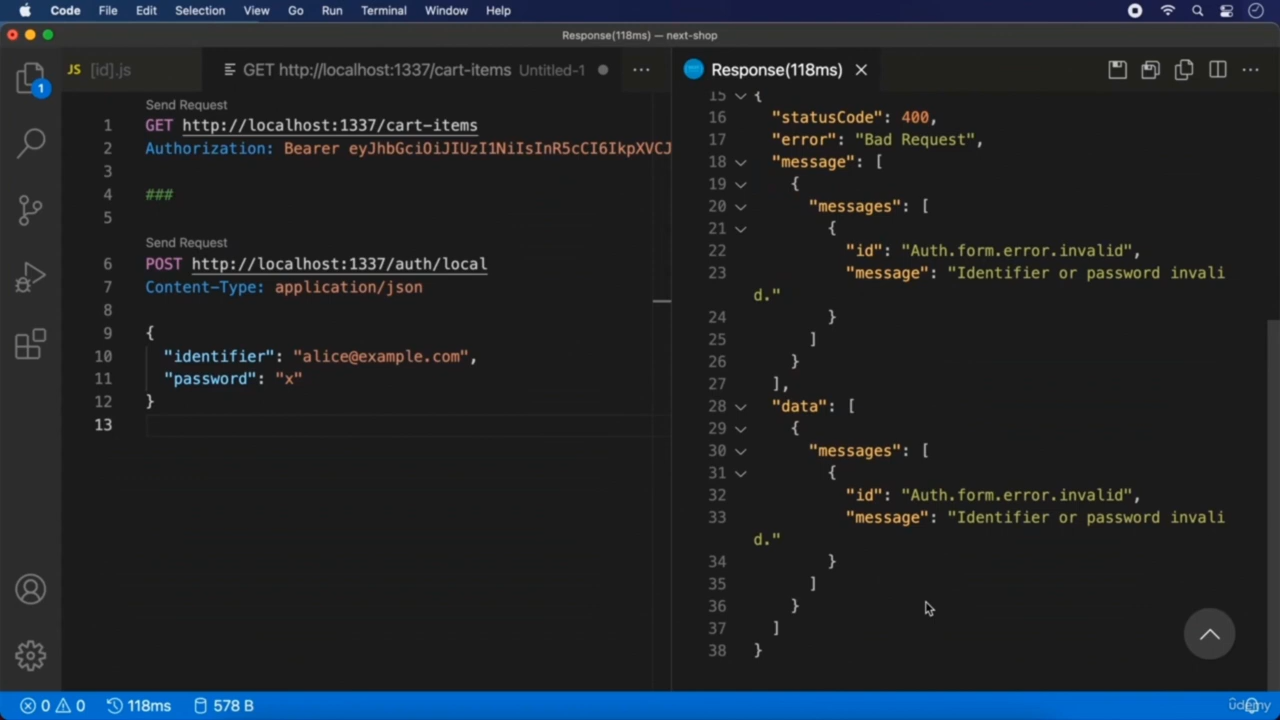 Code File Edit Selection View Go Run Terminal Window Help
Response(118ms) — next-shop
JS [id].js
GET http://localhost:1337/cart-items Untitled-1
Response(118ms)
1
Send Request
1 GET http://localhost:1337/cart-items
2 Authorization: Bearer eyJhbGciOiJIUzI1NiIsInR5cCI6IkpXVCJ
3
4 ###
5
Send Request
6 POST http://localhost:1337/auth/local
7 Content-Type: application/json
8
9 {
10 "identifier": "alice@example.com",
11 "password": "x"
12 }
13
15 {
16 "statusCode": 400,
17 "error": "Bad Request",
18 "message": [
19 {
20 "messages": [
21 {
22 "id": "Auth.form.error.invalid",
23 "message": "Identifier or password invali
d."
24 }
25 ]
26 }
27 ],
28 "data": [
29 {
30 "messages": [
31 {
32 "id": "Auth.form.error.invalid",
33 "message": "Identifier or password invali
d."
34 }
35 ]
36 }
37 ]
38 }
0 0 118ms 578 B
ûdemy